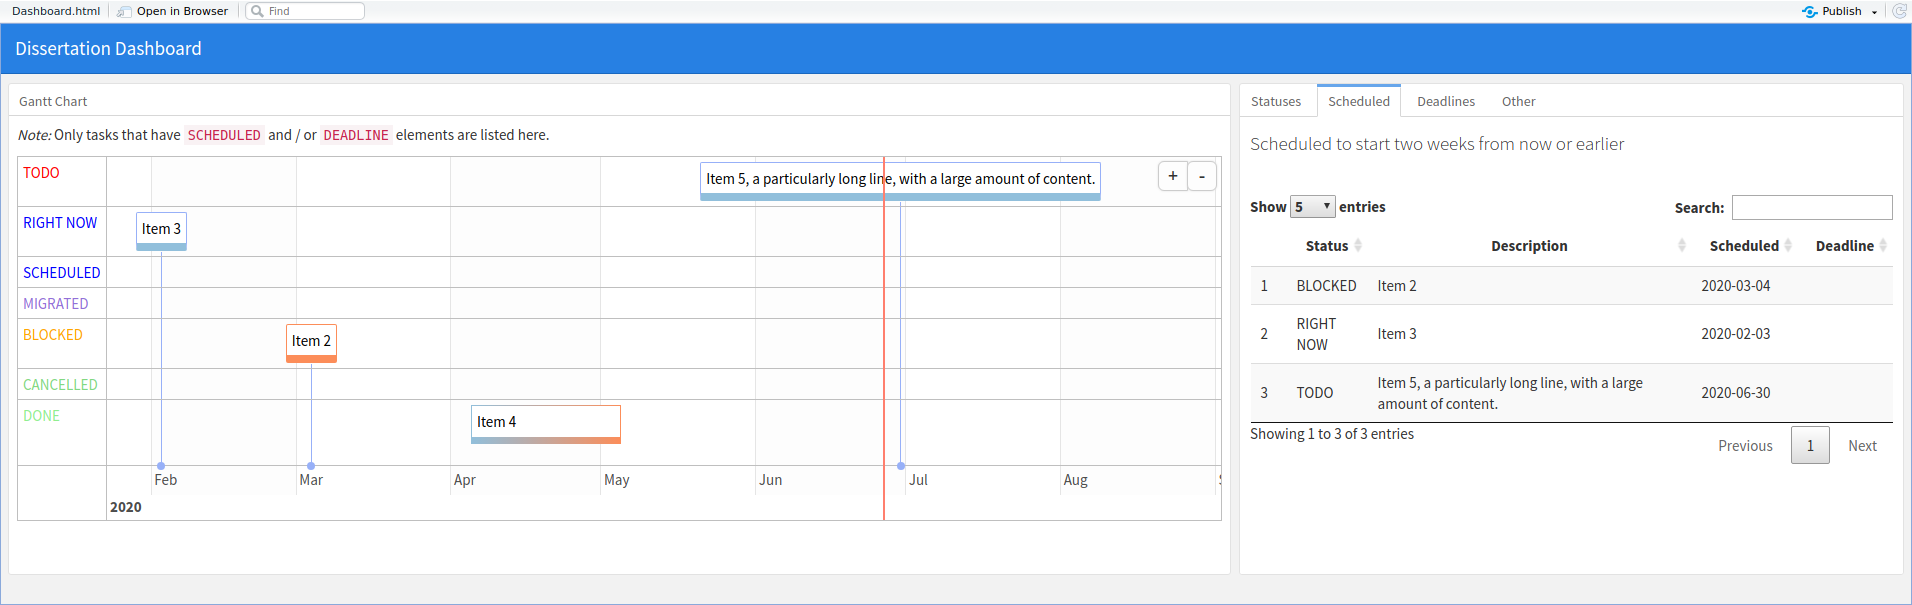 Dashboard.html Open in Browser Find Publish
Dissertation Dashboard
Gantt Chart
Note: Only tasks that have SCHEDULED and / or DEADLINE elements are listed here.
TODO
Item 5, a particularly long line, with a large amount of content.
+ -
RIGHT NOW
Item 3
SCHEDULED
MIGRATED
BLOCKED
Item 2
CANCELLED
DONE
Item 4
Feb Mar Apr May Jun Jul Aug
2020
Statuses Scheduled Deadlines Other
Scheduled to start two weeks from now or earlier
Show 5 entries Search:
Status Description Scheduled Deadline
1 BLOCKED Item 2 2020-03-04
2 RIGHT NOW Item 3 2020-02-03
3 TODO Item 5, a particularly long line, with a large
amount of content. 2020-06-30
Showing 1 to 3 of 3 entries
Previous 1 Next